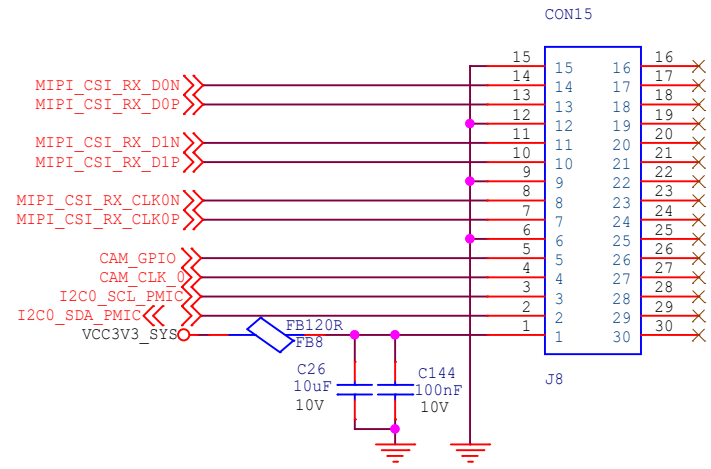 CON15
15 15 16 16
MIPI_CSI_RX_D0N 14 14 17 17
MIPI_CSI_RX_D0P 13 13 18 18
12 12 19 19
MIPI_CSI_RX_D1N 11 11 20 20
MIPI_CSI_RX_D1P 10 10 21 21
9 9 22 22
MIPI_CSI_RX_CLK0N 8 8 23 23
MIPI_CSI_RX_CLK0P 7 7 24 24
6 6 25 25
CAM_GPIO 5 5 26 26
CAM_CLK_0 4 4 27 27
I2C0_SCL_PMIC 3 3 28 28
I2C0_SDA_PMIC 2 2 29 29
VCC3V3_SYS FB120R 1 1 30 30
FB8
C26 C144 J8
10uF 100nF
10V 10V